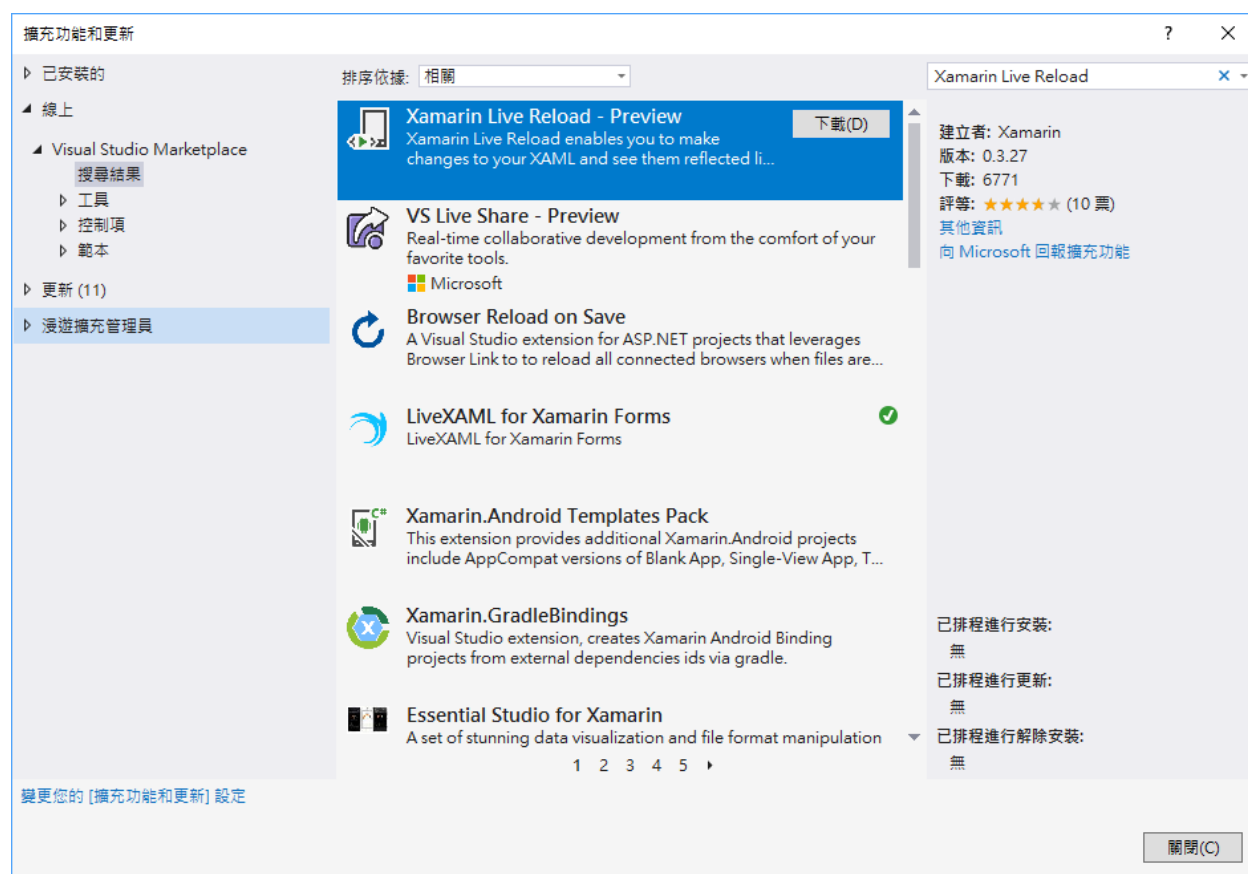 擴充功能和更新
?
已安裝的
線上
Visual Studio Marketplace
搜尋結果
工具
控制項
範本
更新 (11)
漫遊擴充管理員
排序依據: 相關
Xamarin Live Reload - Preview
下載(D)
Xamarin Live Reload enables you to make
changes to your XAML and see them reflected li...
VS Live Share - Preview
Real-time collaborative development from the comfort of your
favorite tools.
Microsoft
Browser Reload on Save
A Visual Studio extension for ASP.NET projects that leverages
Browser Link to to reload all connected browsers when files are...
LiveXAML for Xamarin Forms
LiveXAML for Xamarin Forms
C#
Xamarin.Android Templates Pack
This extension provides additional Xamarin.Android projects
include AppCompat versions of Blank App, Single-View App, T...
Xamarin.GradleBindings
Visual Studio extension, creates Xamarin Android Binding
projects from external dependencies ids via gradle.
Essential Studio for Xamarin
A set of stunning data visualization and file format manipulation
1 2 3 4 5
Xamarin Live Reload
建立者: Xamarin
版本: 0.3.27
下載: 6771
評等: ★★★★★ (10 票)
其他資訊
向 Microsoft 回報擴充功能
已排程進行安裝:
無
已排程進行更新:
無
已排程進行解除安裝:
無
變更您的 [擴充功能和更新] 設定
關閉(C)